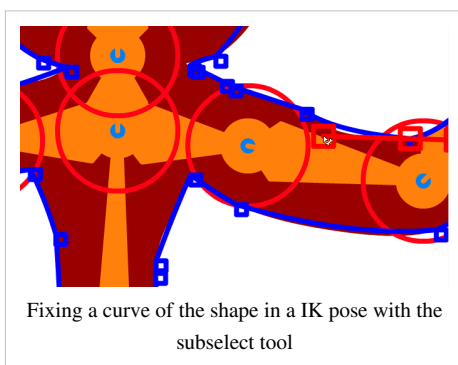 Fixing a curve of the shape in a IK pose with the
subselect tool